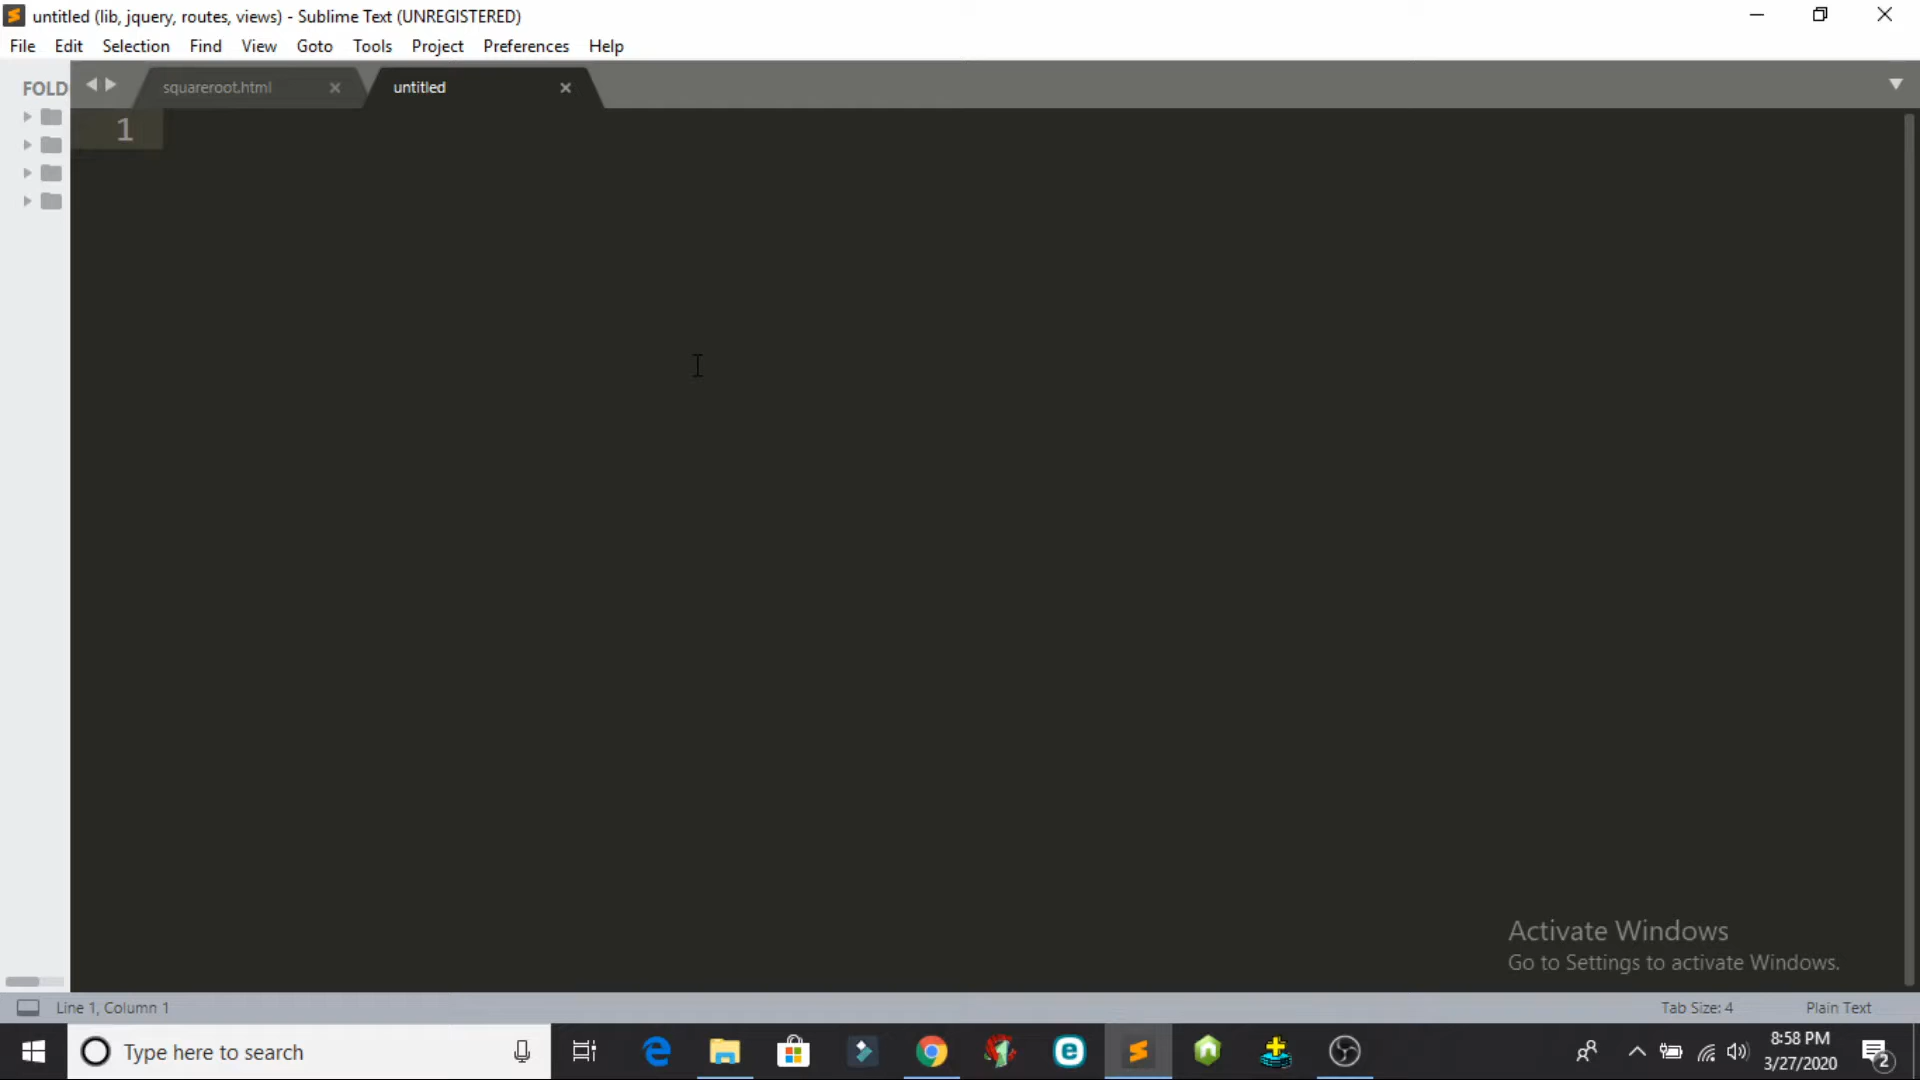 untitled (lib, jquery, routes, views) - Sublime Text (UNREGISTERED)
File Edit Selection Find View Goto Tools Project Preferences Help
FOLD
squareroot.html
untitled
1
Activate Windows
Go to Settings to activate Windows.
Line 1, Column 1
Tab Size: 4
Plain Text
Type here to search
8:58 PM
3/27/2020
2